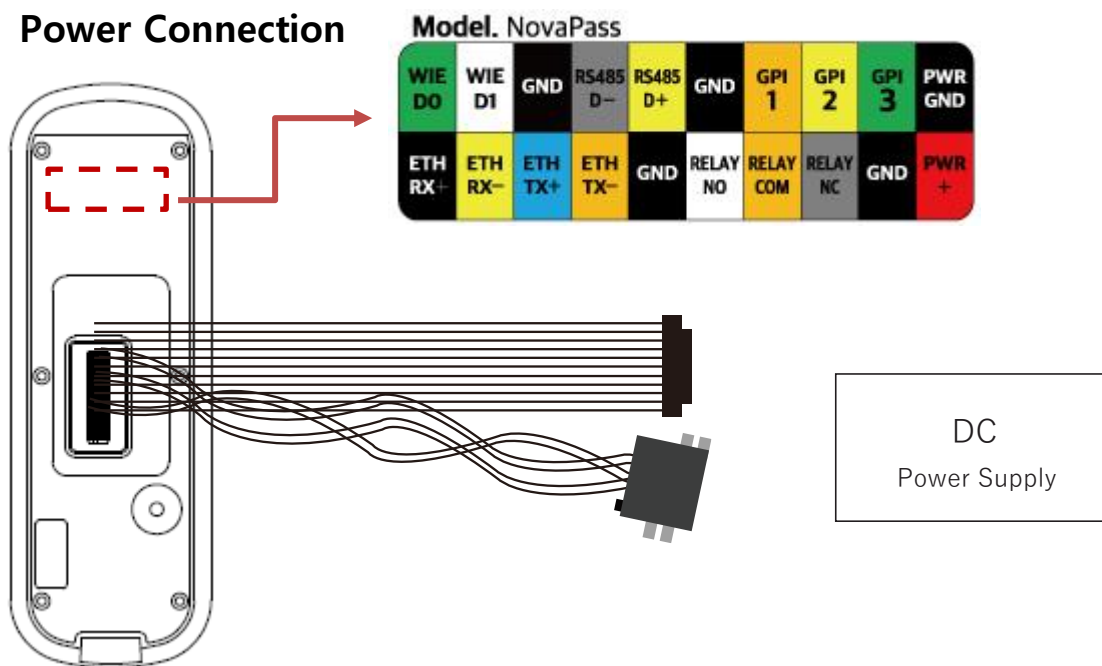 Power Connection
Model. NovaPass
WIE D0
WIE D1
GND
RS485 D−
RS485 D+
GND
GPI 1
GPI 2
GPI 3
PWR GND
ETH RX+
ETH RX−
ETH TX+
ETH TX−
GND
RELAY NO
RELAY COM
RELAY NC
GND
PWR +
DC
Power Supply